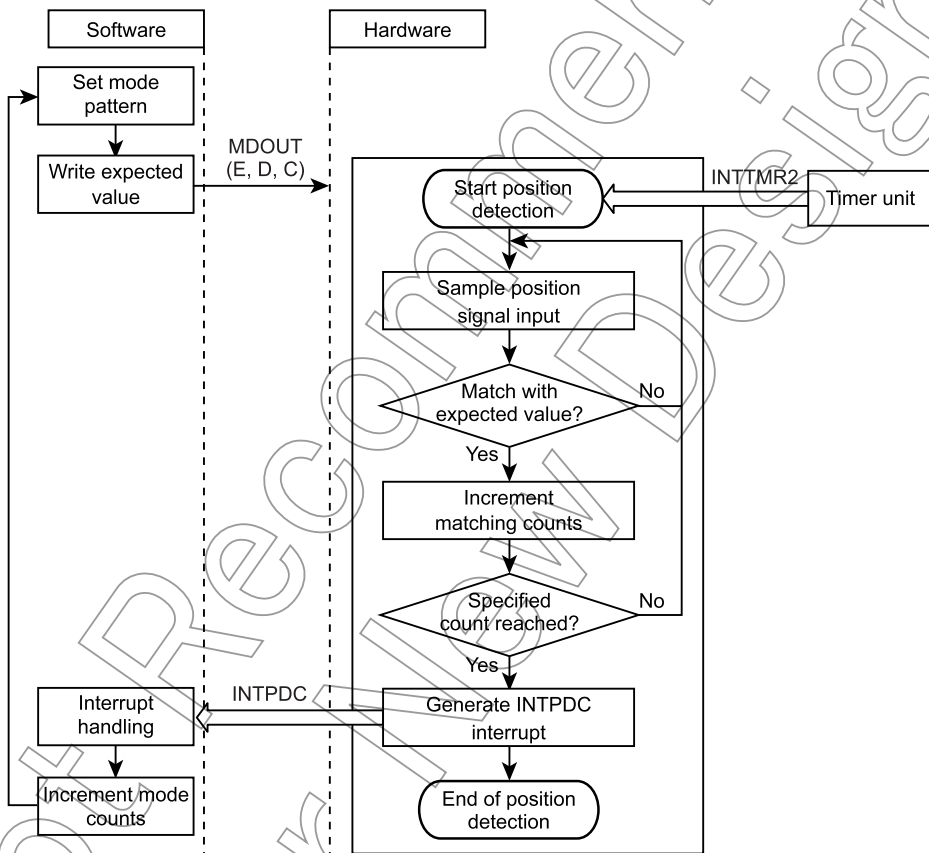 Software
Hardware
Set mode
pattern
Write expected
value
MDOUT
(E, D, C)
Start position
detection
INTTMR2
Timer unit
Sample position
signal input
Match with
expected value?
No
Yes
Increment
matching counts
Specified
count reached?
No
Yes
Generate INTPDC
interrupt
INTPDC
Interrupt
handling
Increment mode
counts
End of position
detection